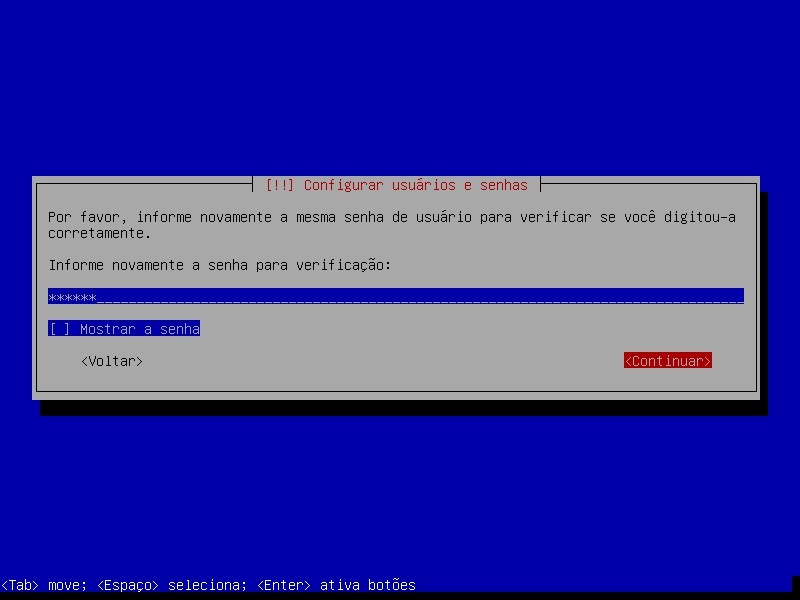 [!!] Configurar usuários e senhas
Por favor, informe novamente a mesma senha de usuário para verificar se você digitou-a
corretamente.
Informe novamente a senha para verificação:
******
[ ] Mostrar a senha
<Voltar> <Continuar>
<Tab> move; <Espaço> seleciona; <Enter> ativa botões